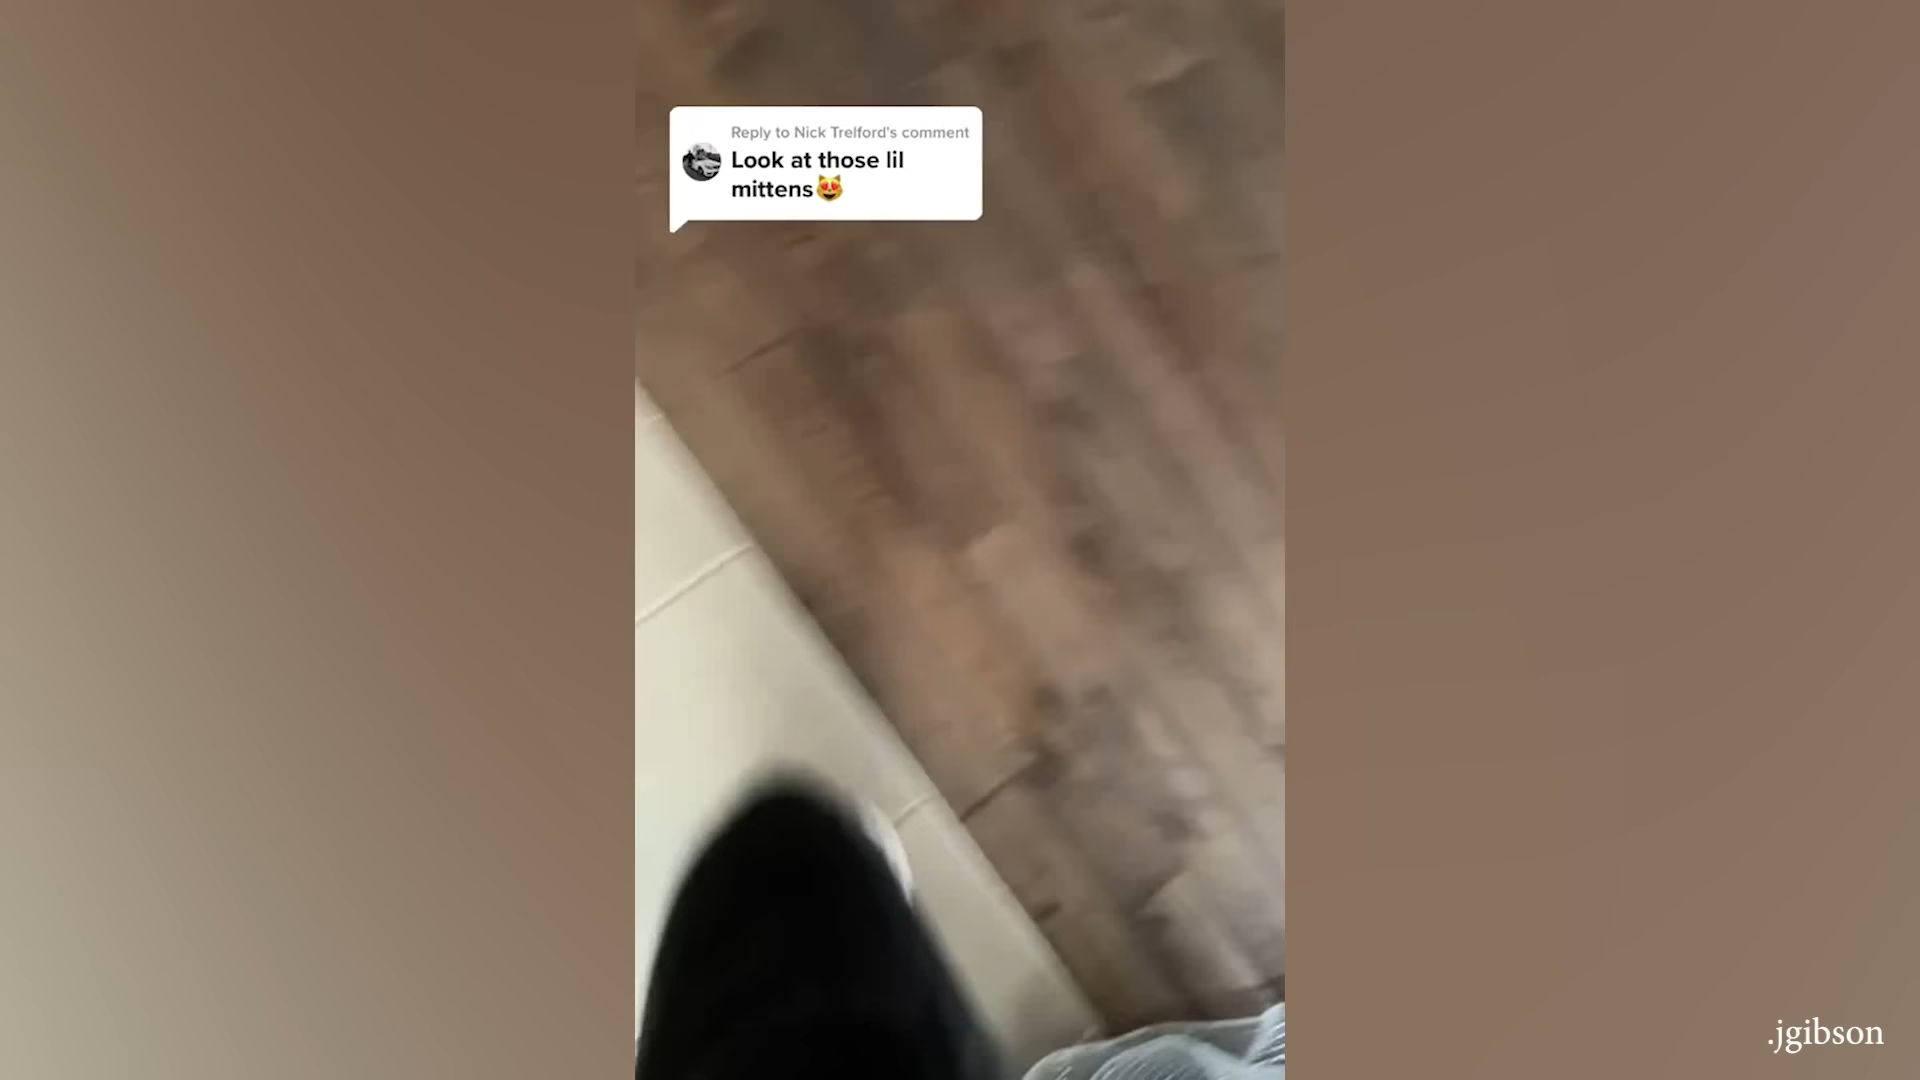 Reply to Nick Trelford's comment
Look at those lil
mittens😻
.jgibson